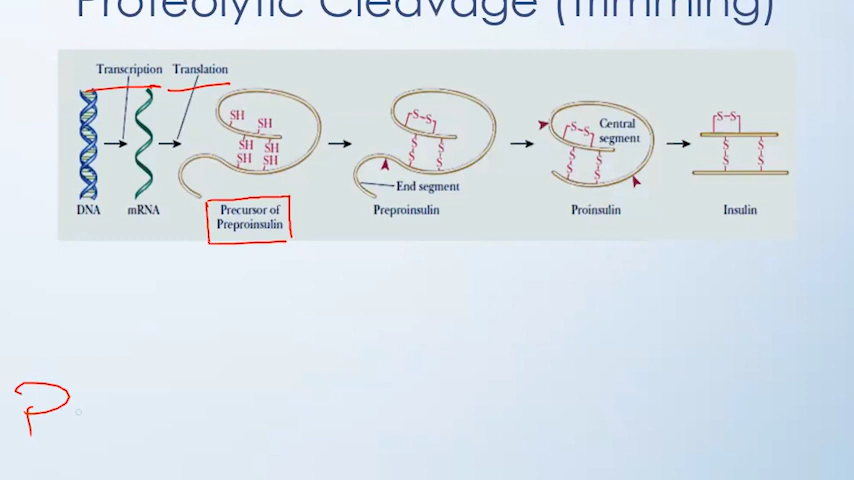 Proteolytic Cleavage (Trimming)
Transcription Translation
SH
SH
SH
SH
SH SH
S-S
S S
S S
End segment
S-S
Central
segment
S S
S S
S-S
S S
S S
DNA
mRNA
Precursor of
Preproinsulin
Preproinsulin
Proinsulin
Insulin
P